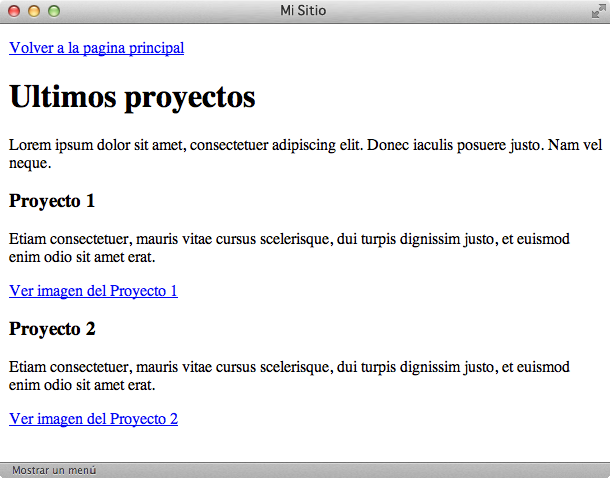 Mi Sitio
Volver a la pagina principal
Ultimos proyectos
Lorem ipsum dolor sit amet, consectetuer adipiscing elit. Donec iaculis posuere justo. Nam vel
neque.
Proyecto 1
Etiam consectetuer, mauris vitae cursus scelerisque, dui turpis dignissim justo, et euismod
enim odio sit amet erat.
Ver imagen del Proyecto 1
Proyecto 2
Etiam consectetuer, mauris vitae cursus scelerisque, dui turpis dignissim justo, et euismod
enim odio sit amet erat.
Ver imagen del Proyecto 2
Mostrar un menú